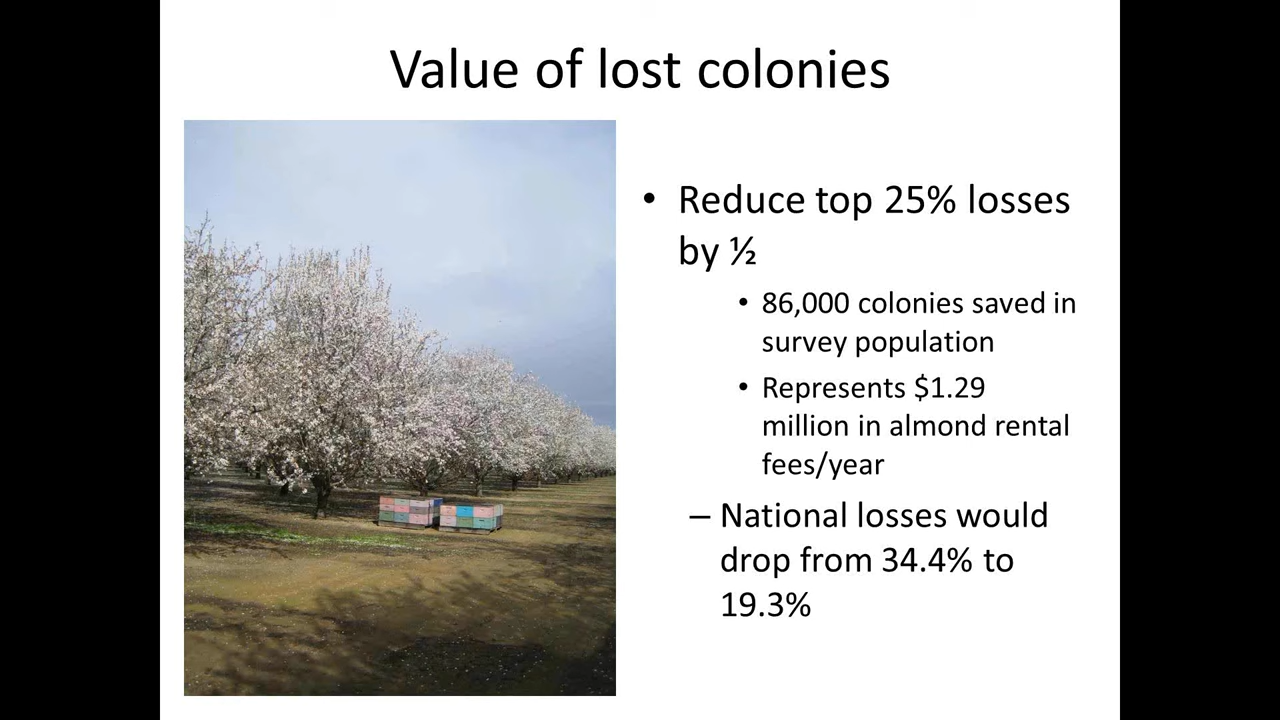 Value of lost colonies
• Reduce top 25% losses
by ½
• 86,000 colonies saved in
survey population
• Represents $1.29
million in almond rental
fees/year
– National losses would
drop from 34.4% to
19.3%